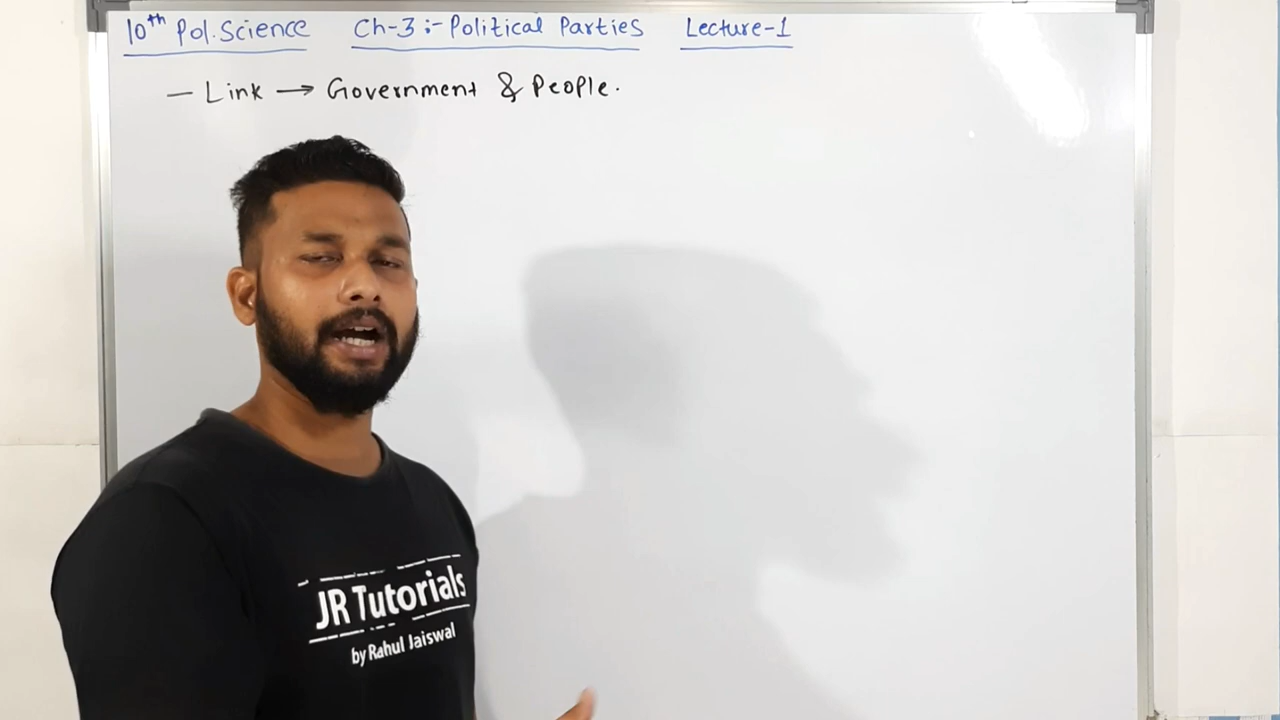 10th Pol.Science Ch-3 :- Political Parties Lecture-1
— Link → Government & People.
JR Tutorials
by Rahul Jaiswal